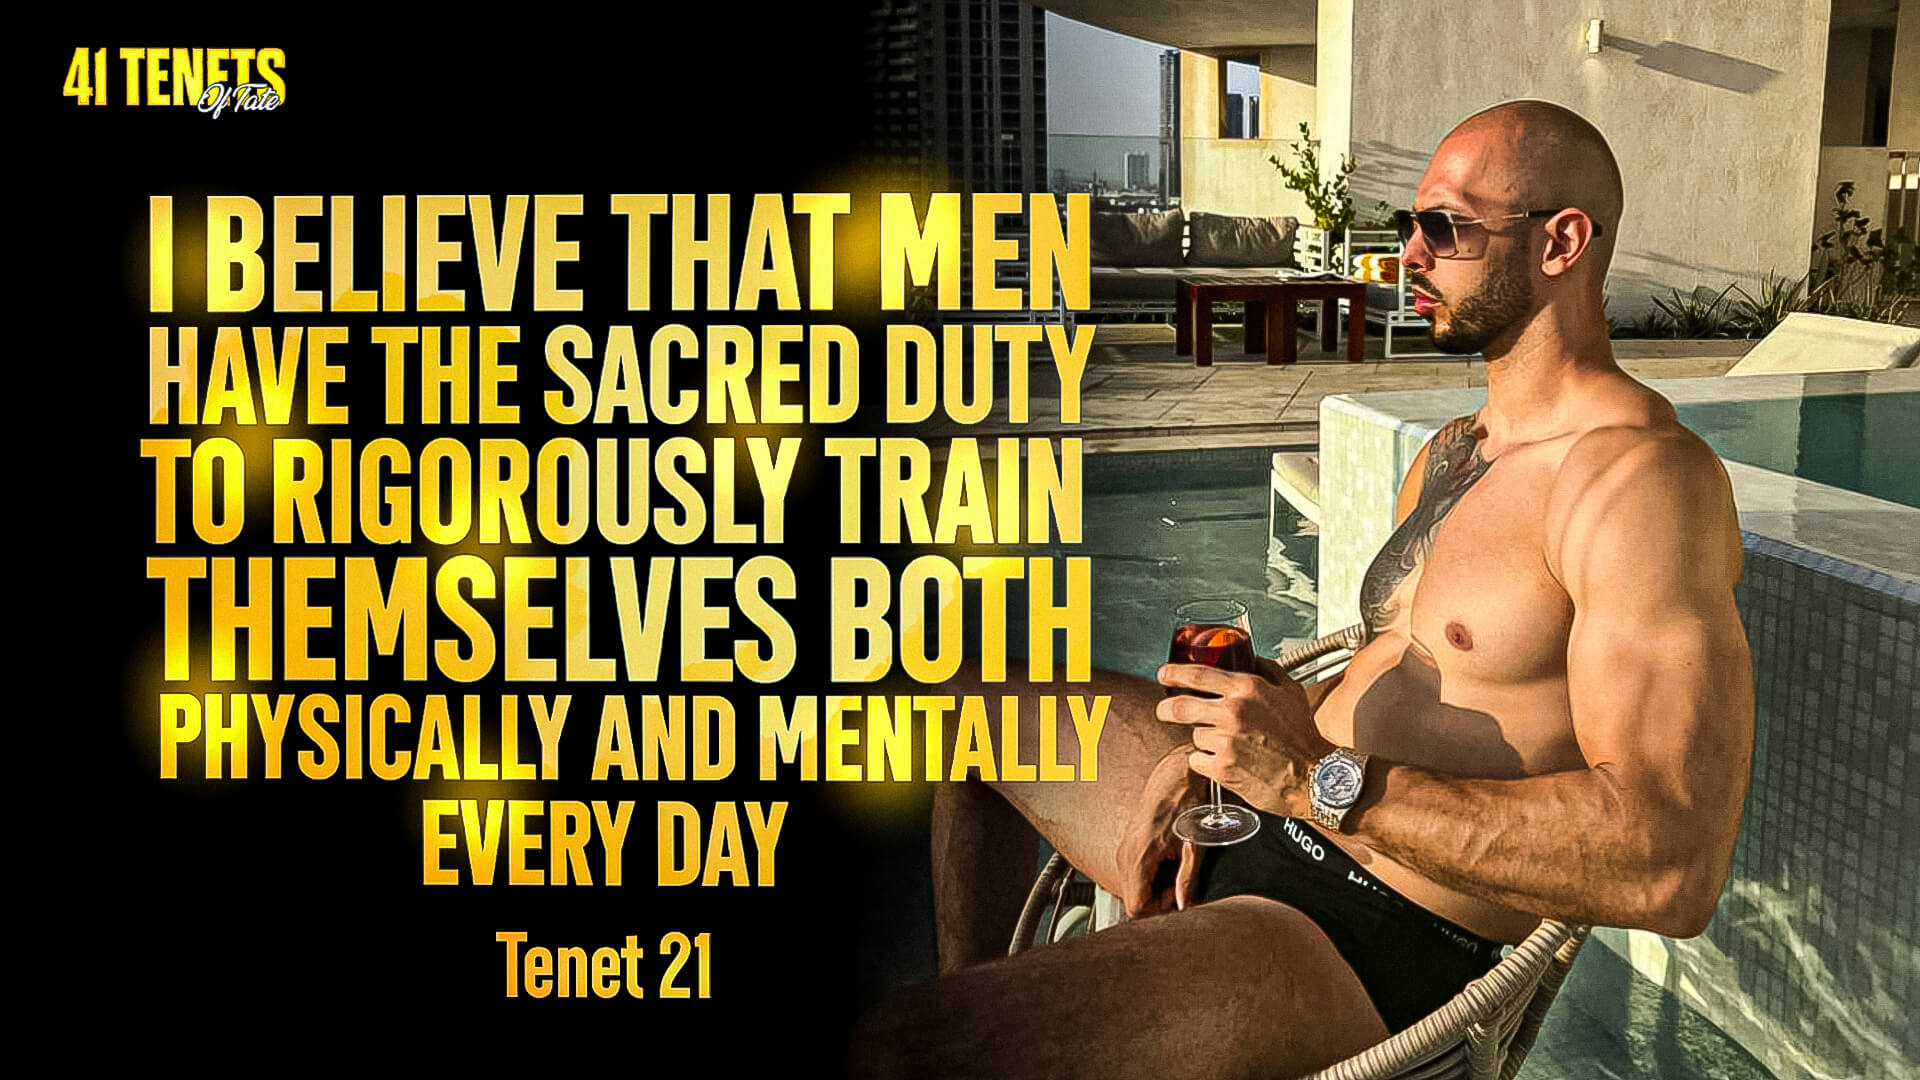 41 TENETS
Of Tate
I BELIEVE THAT MEN
HAVE THE SACRED DUTY
TO RIGOROUSLY TRAIN
THEMSELVES BOTH
PHYSICALLY AND MENTALLY
EVERY DAY
Tenet 21
HUGO